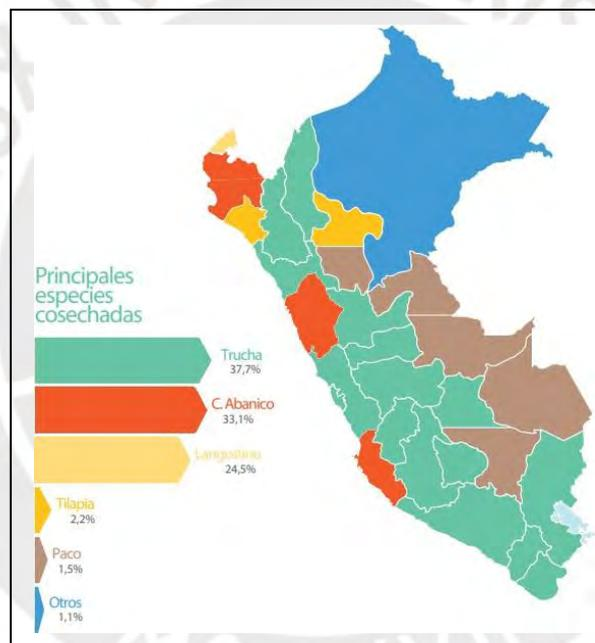 Principales
especies
cosechadas
Trucha
37,7%
C. Abanico
33,1%
Langostino
24,5%
Tilapia
2,2%
Paco
1,5%
Otros
1,1%